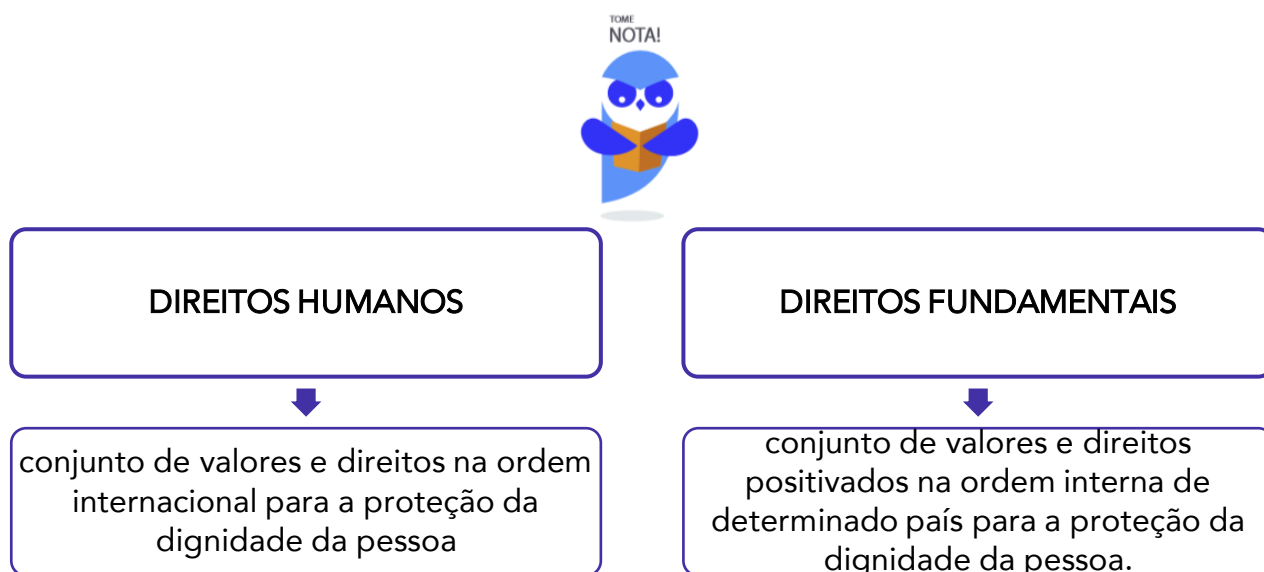 TOME
NOTA!
DIREITOS HUMANOS
DIREITOS FUNDAMENTAIS
conjunto de valores e direitos na ordem
internacional para a proteção da
dignidade da pessoa
conjunto de valores e direitos
positivados na ordem interna de
determinado país para a proteção da
dignidade da pessoa.